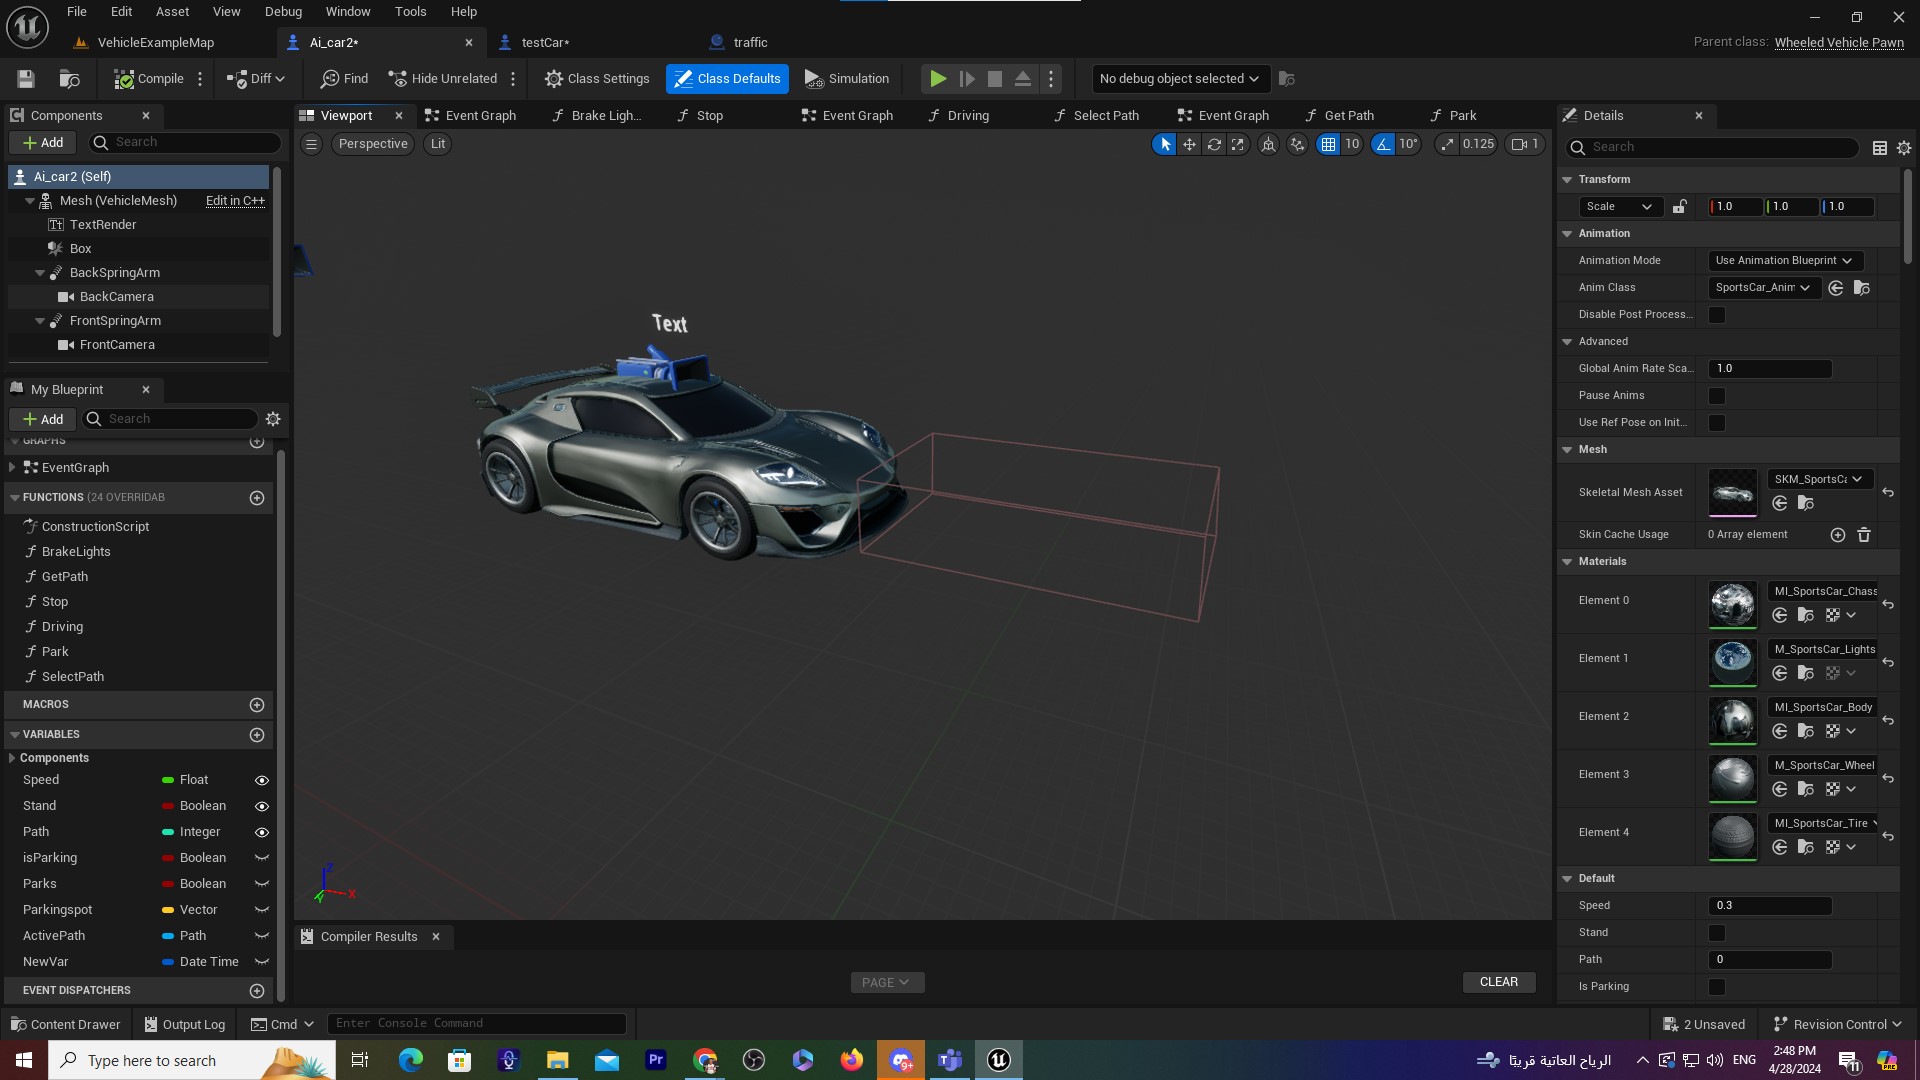 File Edit Asset View Debug Window Tools Help
VehicleExampleMap Ai_car2* testCar* traffic
Parent class: Wheeled Vehicle Pawn
Compile Diff Find Hide Unrelated Class Settings Class Defaults Simulation No debug object selected
Components
Add Search
Ai_car2 (Self)
Mesh (VehicleMesh) Edit in C++
TextRender
Box
BackSpringArm
BackCamera
FrontSpringArm
FrontCamera
My Blueprint
Add Search
GRAPHS
EventGraph
FUNCTIONS (24 OVERRIDAB
ConstructionScript
BrakeLights
GetPath
Stop
Driving
Park
SelectPath
MACROS
VARIABLES
Components
Speed Float
Stand Boolean
Path Integer
isParking Boolean
Parks Boolean
Parkingspot Vector
ActivePath Path
NewVar Date Time
EVENT DISPATCHERS
Viewport Event Graph Brake Ligh... Stop Event Graph Driving Select Path Event Graph Get Path Park
Perspective Lit 10 10° 0.125 1
Text
Z X Y
Compiler Results
PAGE CLEAR
Details
Search
Transform
Scale 1.0 1.0 1.0
Animation
Animation Mode Use Animation Blueprint
Anim Class SportsCar_Anim
Disable Post Process...
Advanced
Global Anim Rate Sca... 1.0
Pause Anims
Use Ref Pose on Init...
Mesh
Skeletal Mesh Asset SKM_SportsCa
Skin Cache Usage 0 Array element
Materials
Element 0 MI_SportsCar_Chass
Element 1 M_SportsCar_Lights
Element 2 MI_SportsCar_Body
Element 3 M_SportsCar_Wheel
Element 4 MI_SportsCar_Tire
Default
Speed 0.3
Stand
Path 0
Is Parking
Content Drawer Output Log Cmd Enter Console Command 2 Unsaved Revision Control
Type here to search
Pr
9+
الرياح العاتية قريبًا
ENG
2:48 PM
4/28/2024
11
PRE